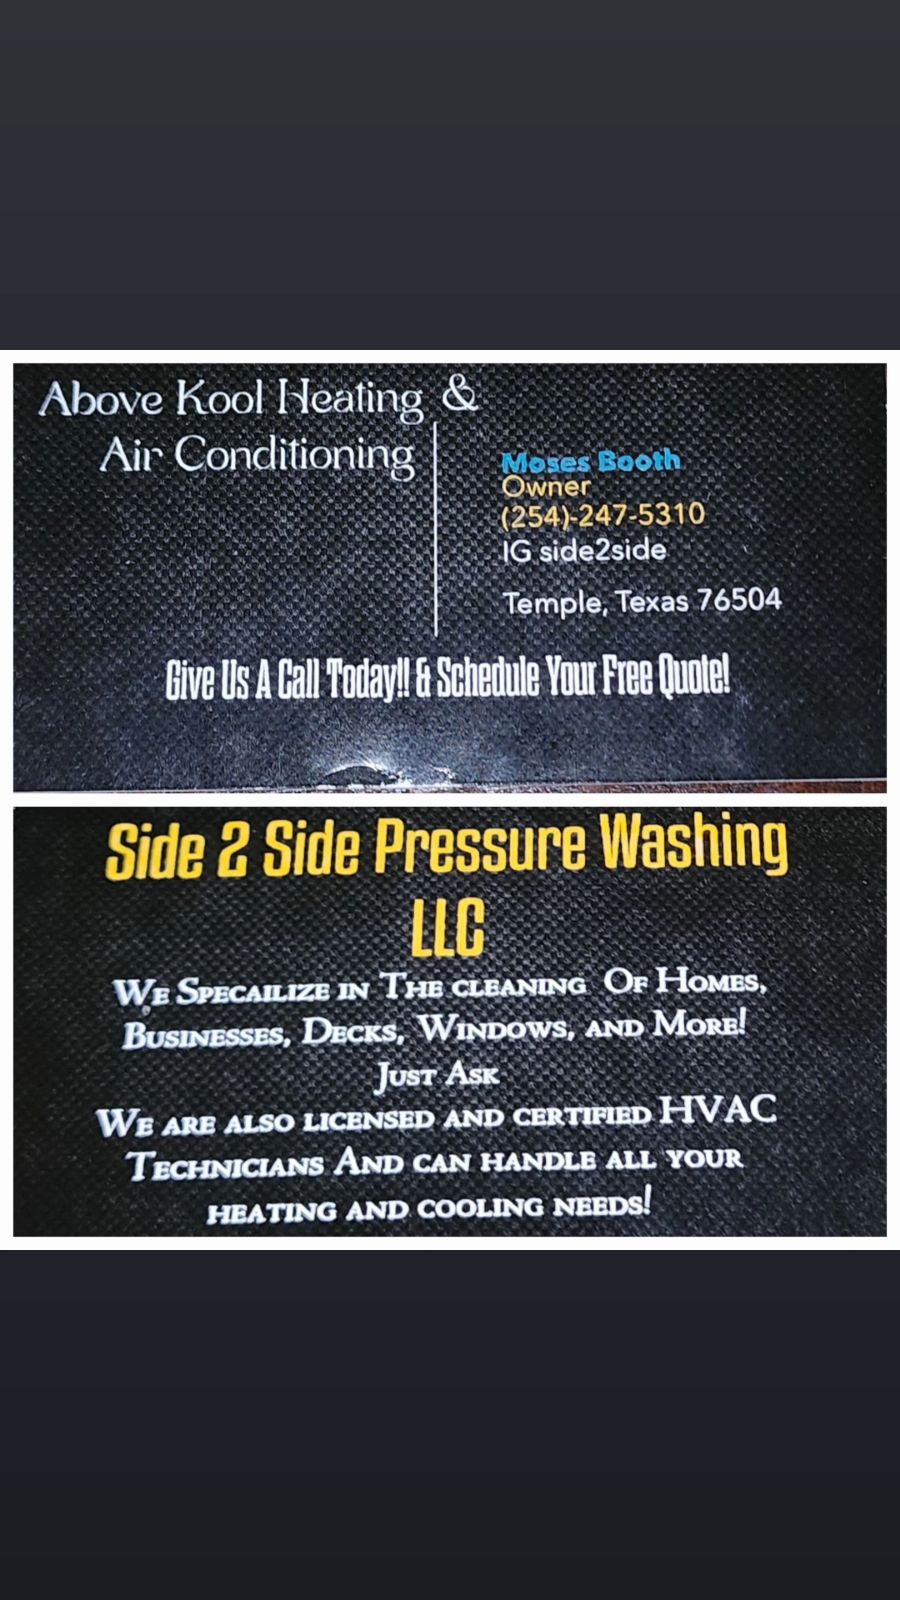 Above Kool Heating &
Air Conditioning
Moses Booth
Owner
(254)-247-5310
IG side2side
Temple, Texas 76504
Give Us A Call Today!! & Schedule Your Free Quote!
Side 2 Side Pressure Washing
LLC
We Specailize in The cleaning Of Homes,
Businesses, Decks, Windows, and More!
Just Ask
We are also licensed and certified HVAC
Technicians And can handle all your
heating and cooling needs!